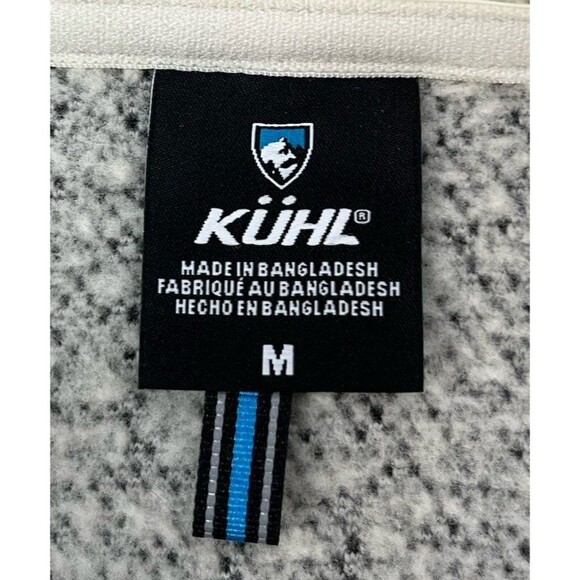 KÜHL®
MADE IN BANGLADESH
FABRIQUÉ AU BANGLADESH
HECHO EN BANGLADESH
M